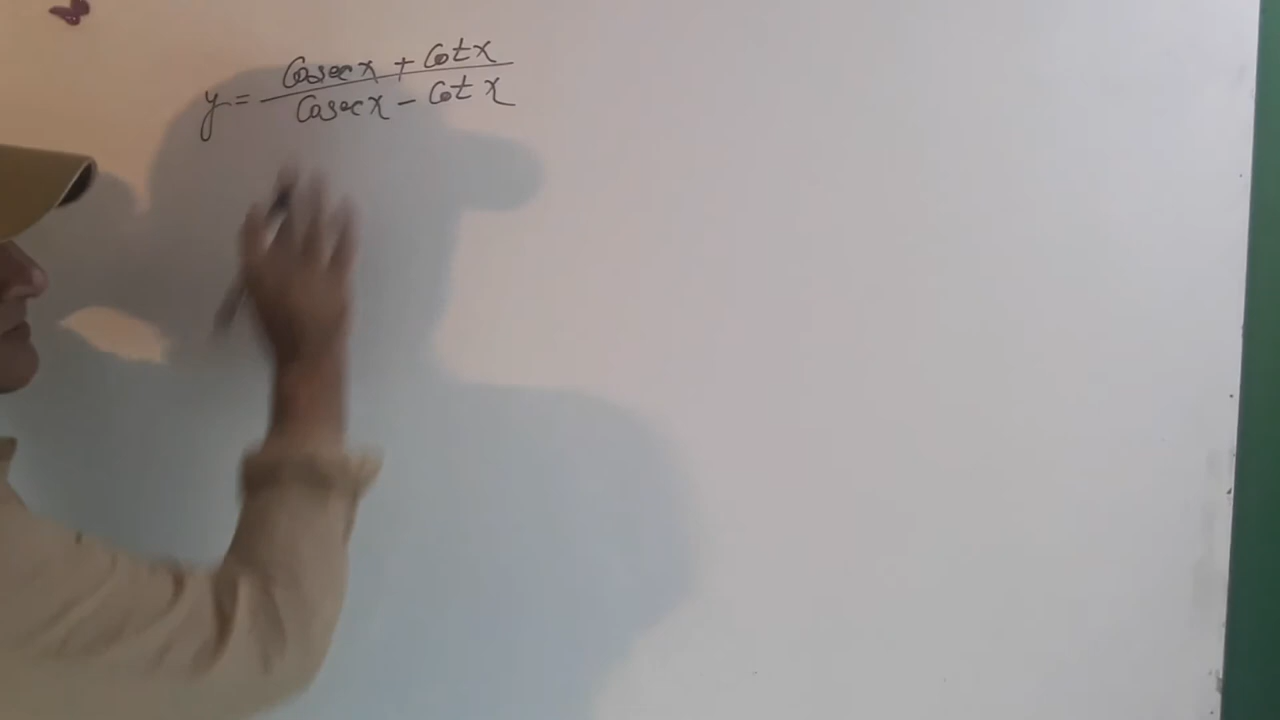 y = (Cosec x + Cot x) / (Cosec x - Cot x)